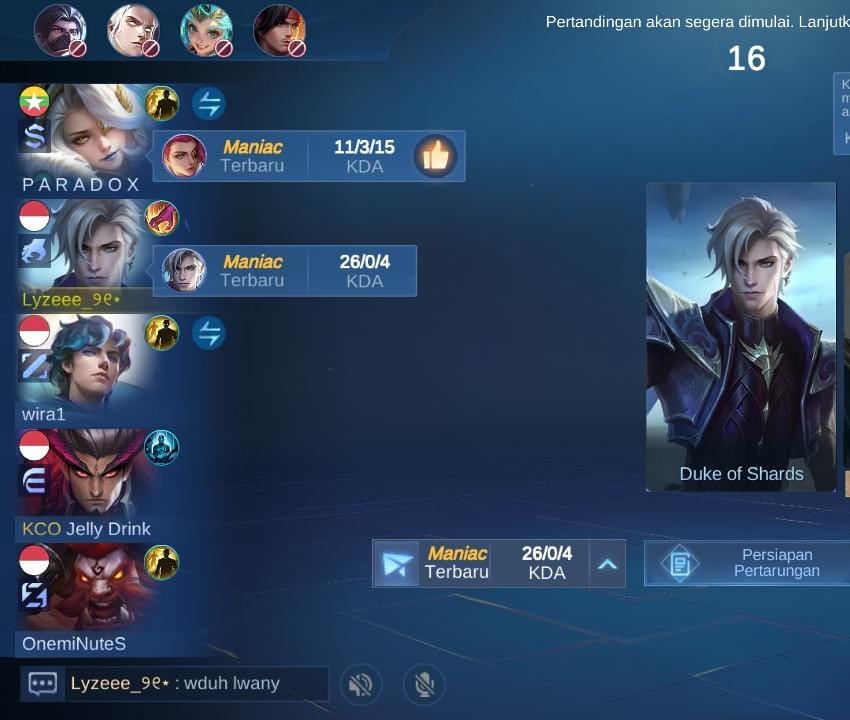 Pertandingan akan segera dimulai. Lanjutk
16
Maniac
Terbaru
11/3/15
KDA
P A R A D O X
Maniac
Terbaru
26/0/4
KDA
Lyzeee_୨୧⋆
wira1
KCO Jelly Drink
OnemiNuteS
Duke of Shards
Maniac
Terbaru
26/0/4
KDA
Persiapan
Pertarungan
Lyzeee_୨୧⋆ : wduh lwany